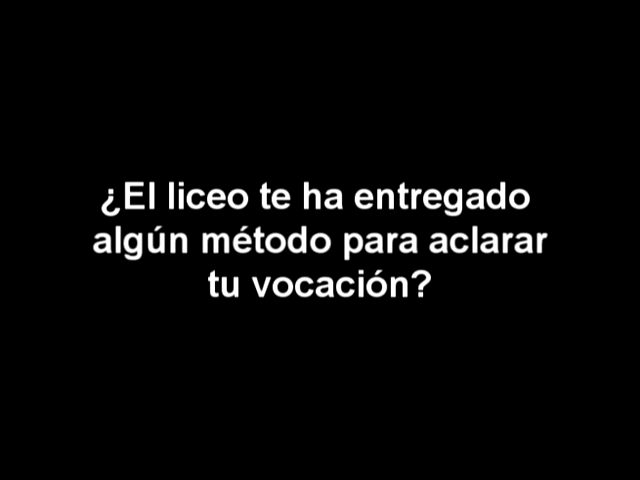 ¿El liceo te ha entregado
algún método para aclarar
tu vocación?